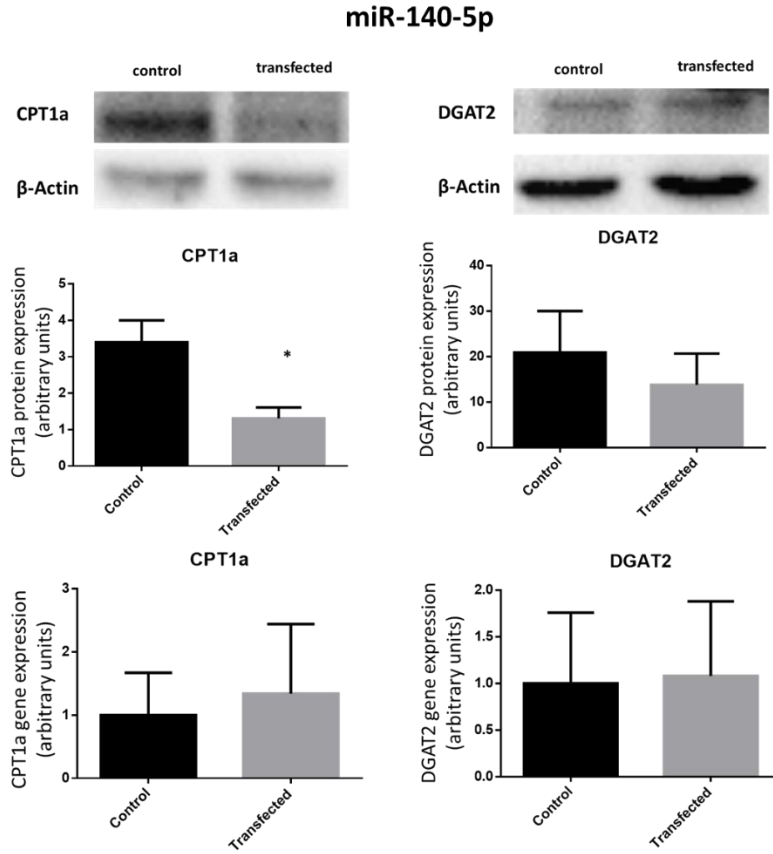 miR-140-5p
control transfected
CPT1a
β-Actin
control transfected
DGAT2
β-Actin
CPT1a
CPT1a protein expression
(arbitrary units)
5
4
3
2
1
0
*
Control
Transfected
DGAT2
DGAT2 protein expression
(arbitrary units)
40
30
20
10
0
Control
Transfected
CPT1a
CPT1a gene expression
(arbitrary units)
3
2
1
0
Control
Transfected
DGAT2
DGAT2 gene expression
(arbitrary units)
2.0
1.5
1.0
0.5
0.0
Control
Transfected